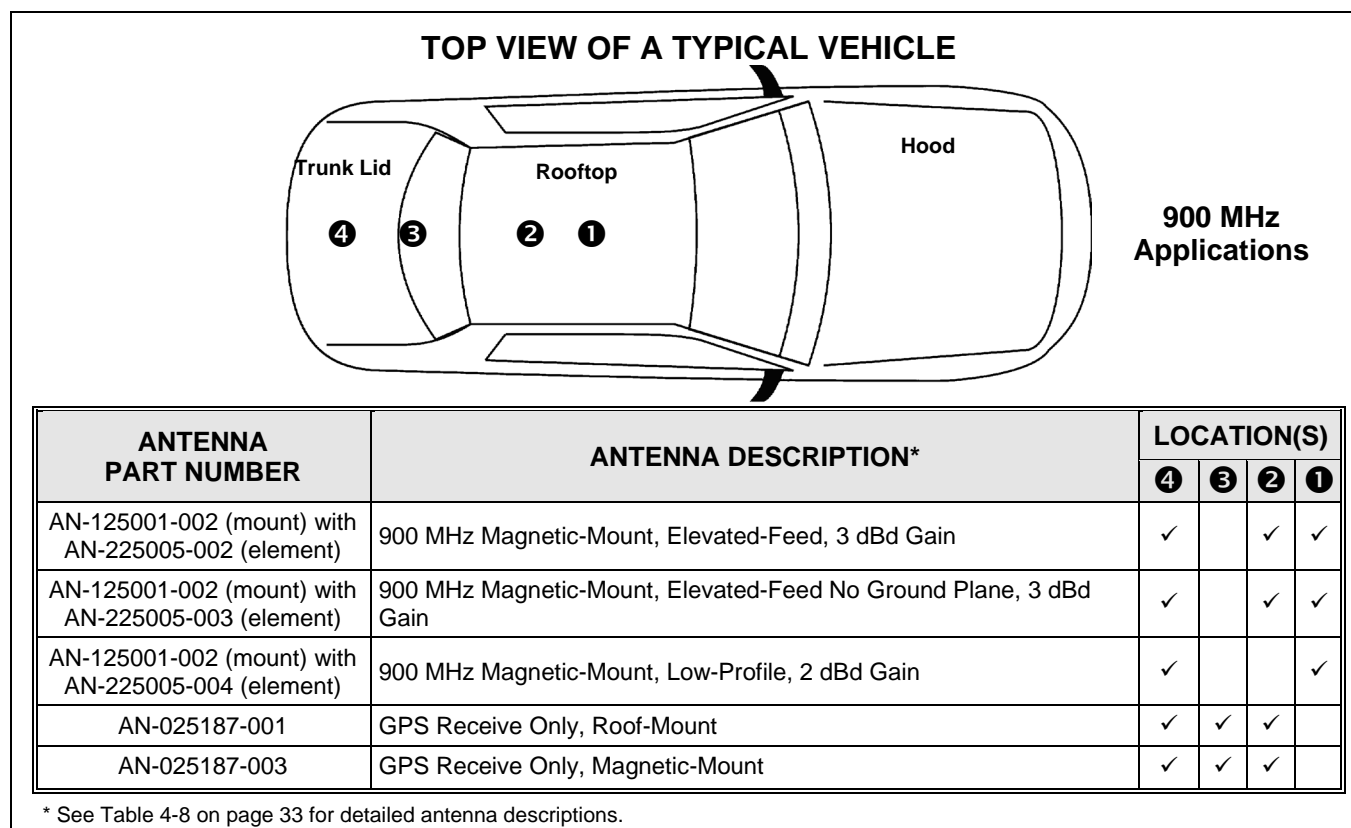 TOP VIEW OF A TYPICAL VEHICLE
Trunk Lid
Rooftop
Hood
❹ ❸ ❷ ❶
900 MHz
Applications
ANTENNA
PART NUMBER
ANTENNA DESCRIPTION*
LOCATION(S)
❹ ❸ ❷ ❶
AN-125001-002 (mount) with
AN-225005-002 (element)
900 MHz Magnetic-Mount, Elevated-Feed, 3 dBd Gain
✓ ✓ ✓
AN-125001-002 (mount) with
AN-225005-003 (element)
900 MHz Magnetic-Mount, Elevated-Feed No Ground Plane, 3 dBd
Gain
✓ ✓ ✓
AN-125001-002 (mount) with
AN-225005-004 (element)
900 MHz Magnetic-Mount, Low-Profile, 2 dBd Gain
✓ ✓
AN-025187-001
GPS Receive Only, Roof-Mount
✓ ✓ ✓
AN-025187-003
GPS Receive Only, Magnetic-Mount
✓ ✓ ✓
* See Table 4-8 on page 33 for detailed antenna descriptions.